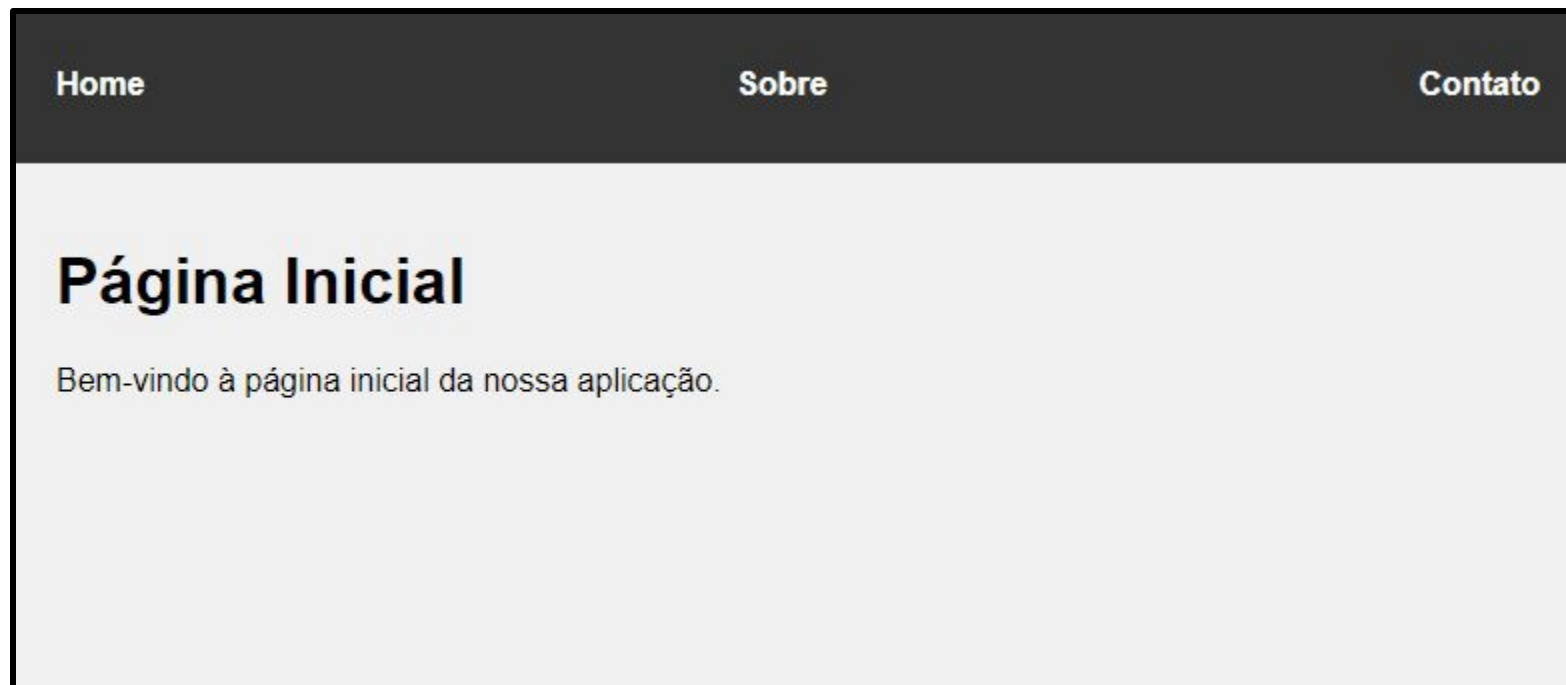 Home Sobre Contato
Página Inicial
Bem-vindo à página inicial da nossa aplicação.